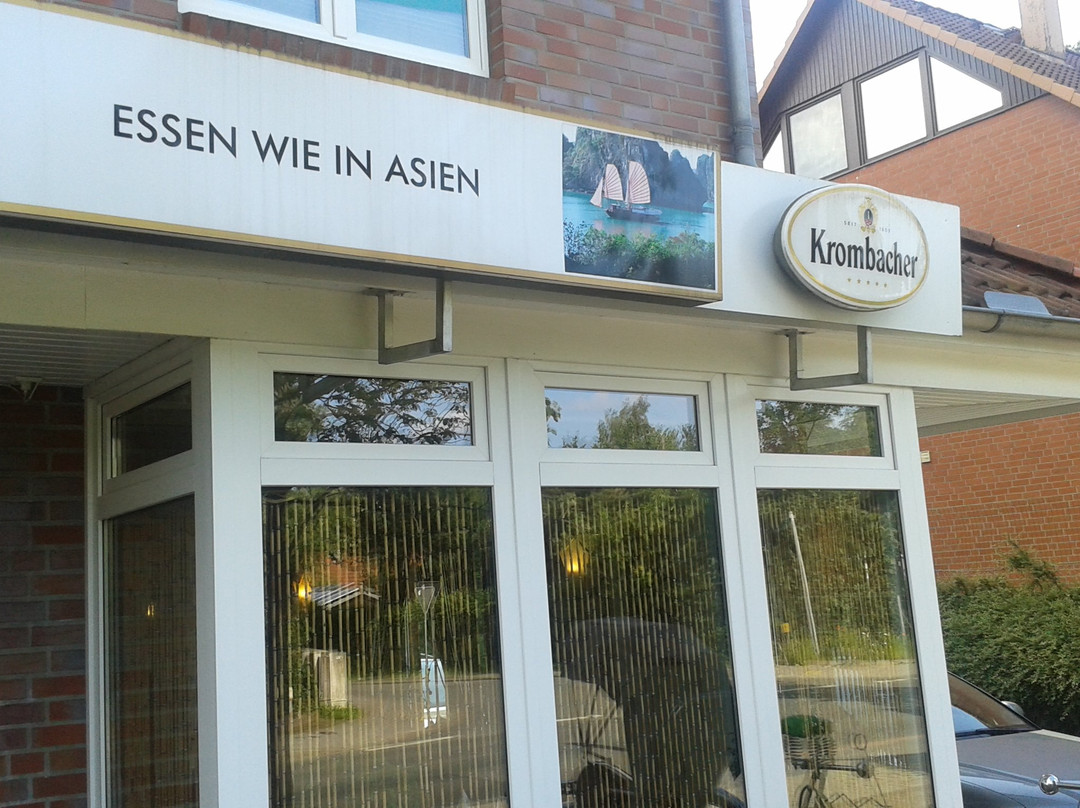 ESSEN WIE IN ASIEN
Krombacher